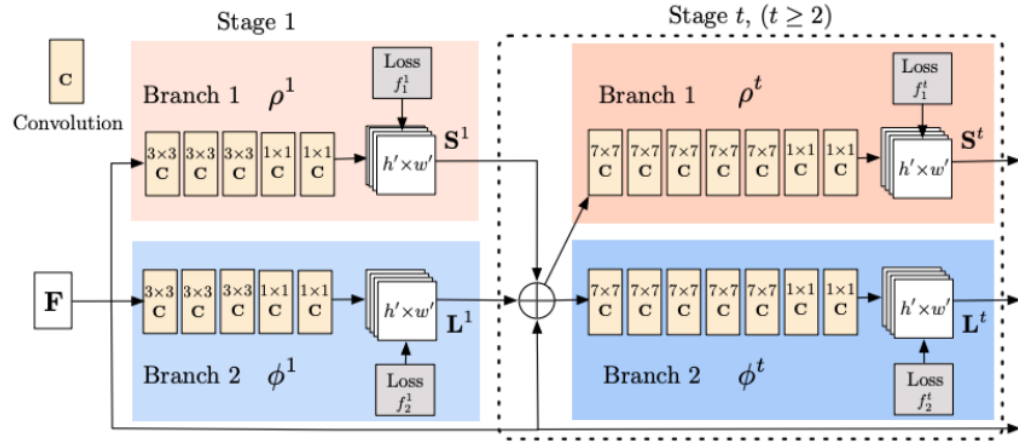 Stage 1
Stage t, (t ≥ 2)
C
Convolution
Branch 1 ρ¹
Loss
f₁¹
3×3 C 3×3 C 3×3 C 1×1 C 1×1 C
h′×w′
S¹
Branch 1 ρᵗ
Loss
f₁ᵗ
7×7 C 7×7 C 7×7 C 7×7 C 7×7 C 1×1 C 1×1 C
h′×w′
Sᵗ
F
3×3 C 3×3 C 3×3 C 1×1 C 1×1 C
h′×w′
L¹
Branch 2 ϕ¹
Loss
f₂¹
7×7 C 7×7 C 7×7 C 7×7 C 7×7 C 1×1 C 1×1 C
h′×w′
Lᵗ
Branch 2 ϕᵗ
Loss
f₂ᵗ